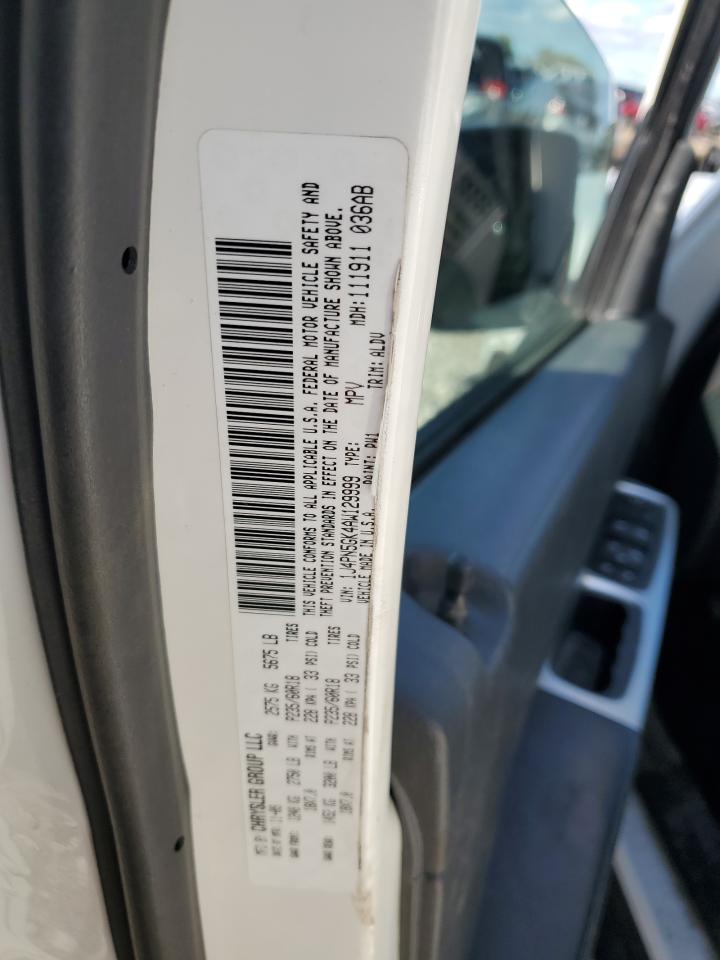 MFD BY CHRYSLER GROUP LLC
DATE OF MFR 11-09 GVWR: 2575 KG 5675 LB
GAWR FRONT: 1248 KG 2750 LB WITH P235/60R18 TIRES
18X7.0 RIMS AT 228 KPA ( 33 PSI) COLD
GAWR REAR: 1452 KG 3200 LB WITH P235/60R18 TIRES
18X7.0 RIMS AT 228 KPA ( 33 PSI) COLD
THIS VEHICLE CONFORMS TO ALL APPLICABLE U.S.A. FEDERAL MOTOR VEHICLE SAFETY AND
THEFT PREVENTION STANDARDS IN EFFECT ON THE DATE OF MANUFACTURE SHOWN ABOVE.
VIN: 1J4PN5GK4AW129999 TYPE: MPV MDH: 111911 036AB
VEHICLE MADE IN U.S.A. PAINT: PW1 TRIM: ALDV